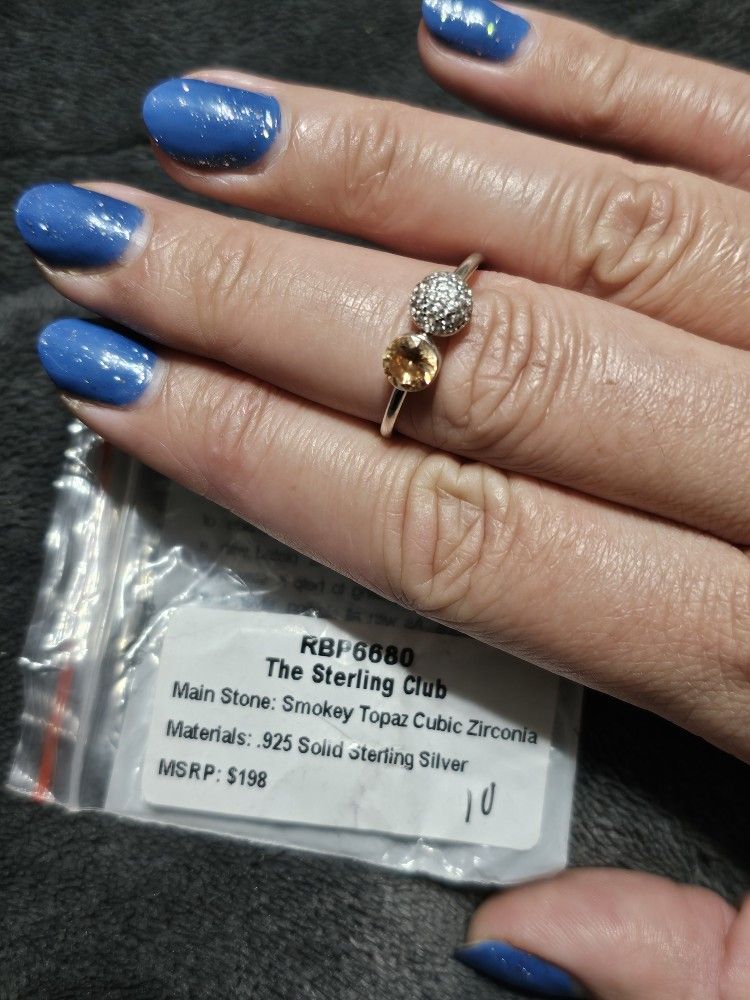 RBP6680
The Sterling Club
Main Stone: Smokey Topaz Cubic Zirconia
Materials: .925 Solid Sterling Silver
MSRP: $198
10